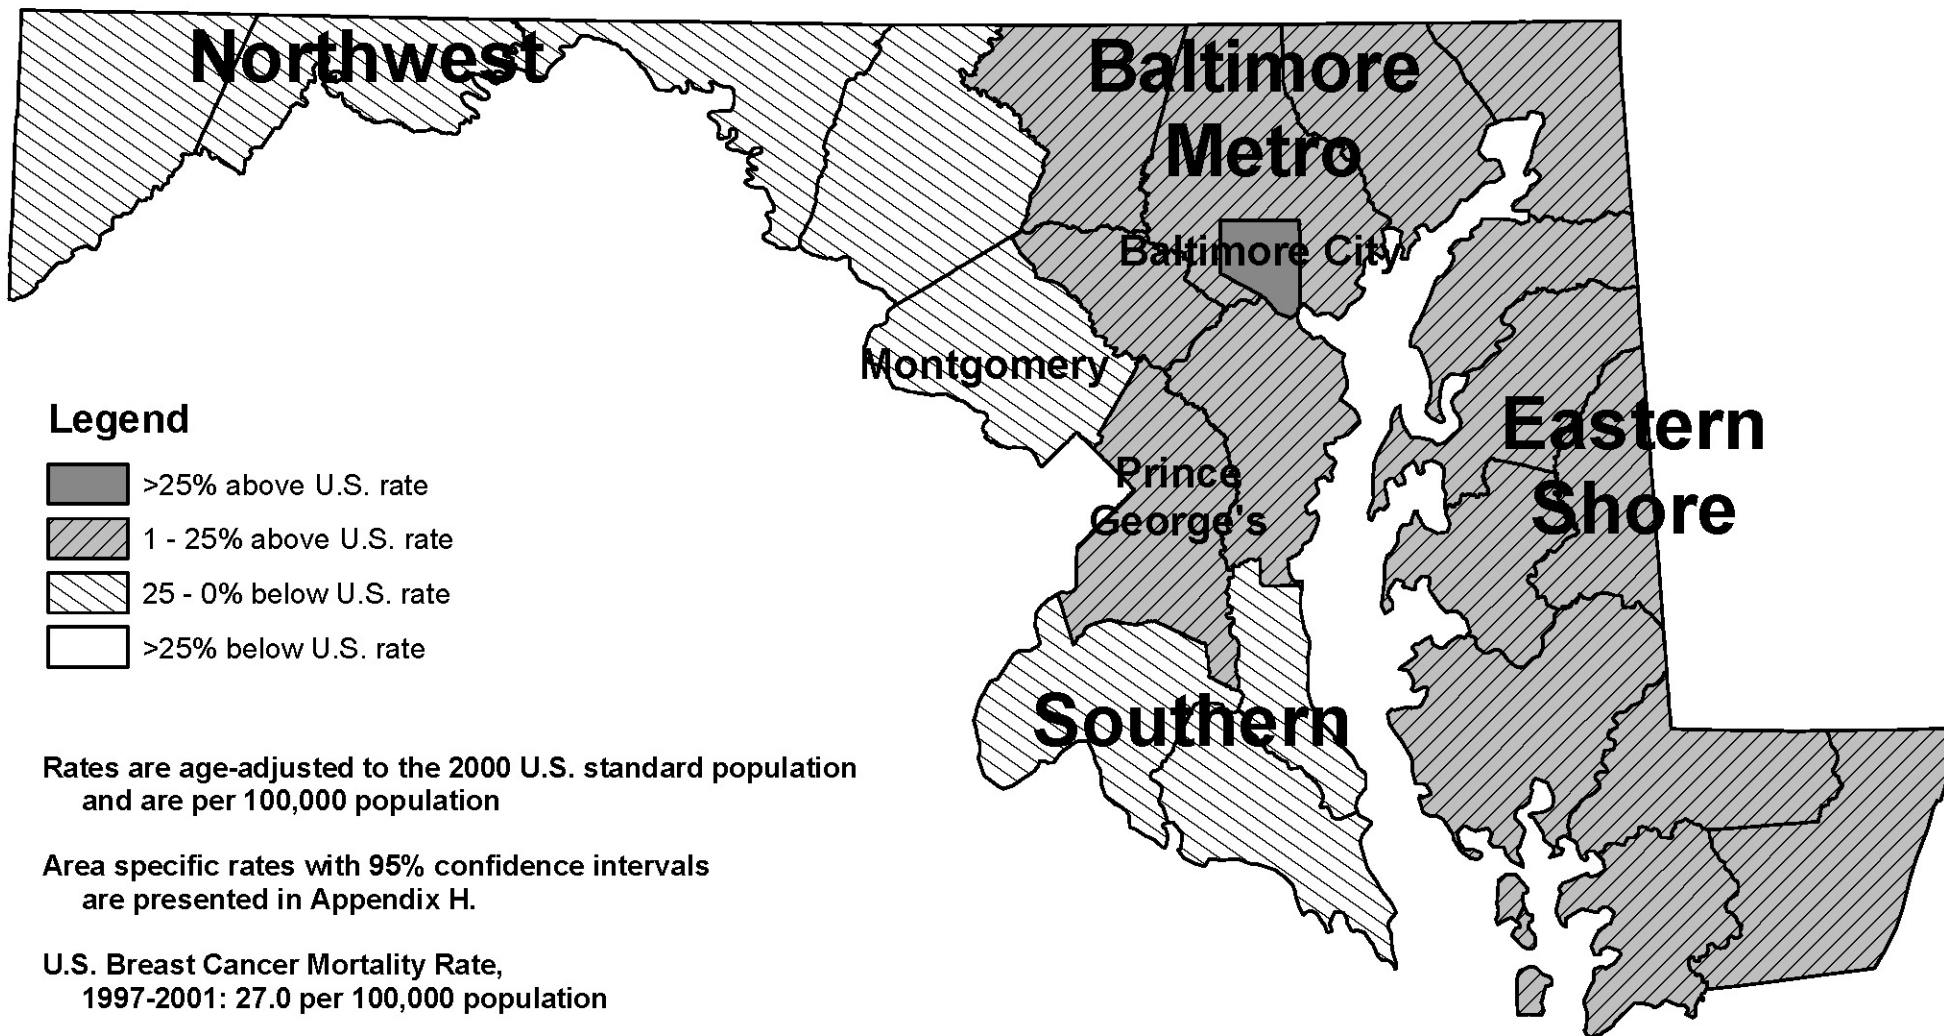 Northwest
Baltimore
Metro
Baltimore City
Montgomery
Legend
Eastern
Shore
Prince
George's
>25% above U.S. rate
1 - 25% above U.S. rate
25 - 0% below U.S. rate
>25% below U.S. rate
Southern
Rates are age-adjusted to the 2000 U.S. standard population
and are per 100,000 population
Area specific rates with 95% confidence intervals
are presented in Appendix H.
U.S. Breast Cancer Mortality Rate,
1997-2001: 27.0 per 100,000 population